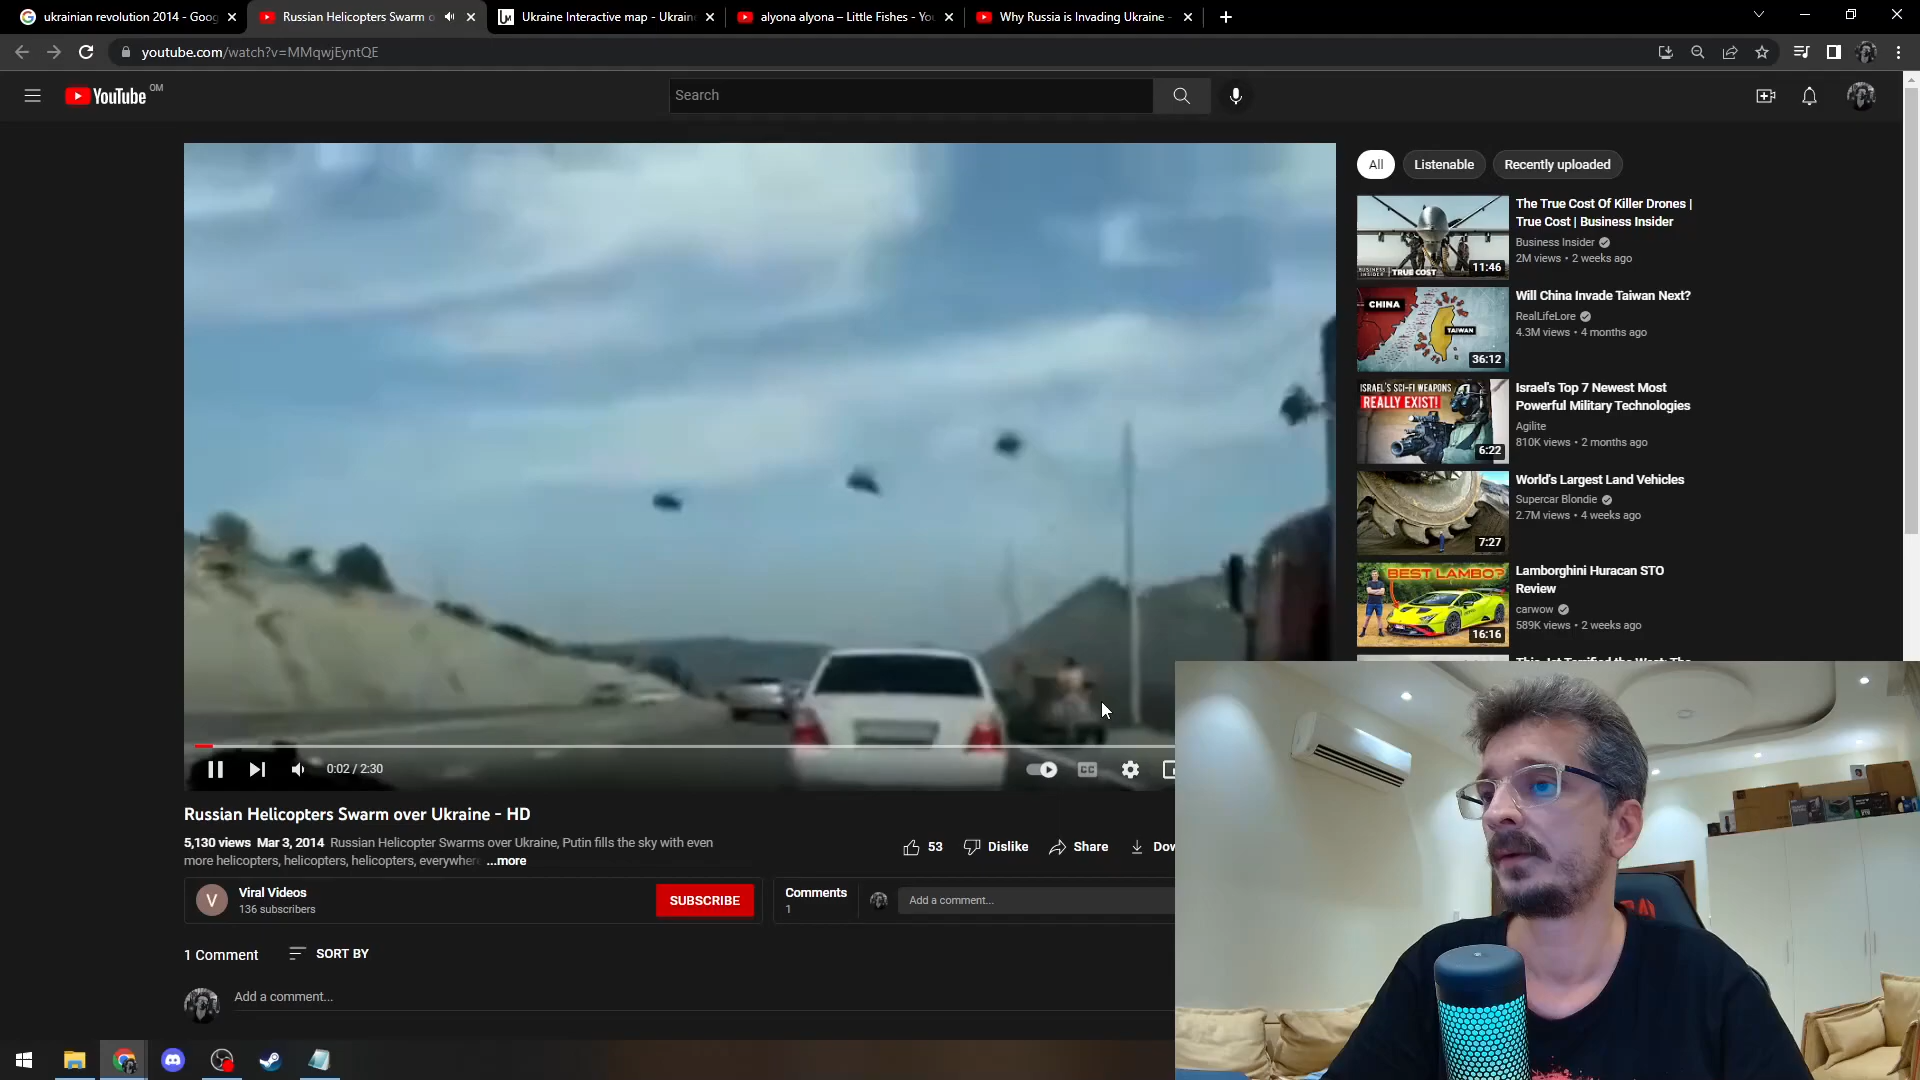 ukrainian revolution 2014 - Goog
Russian Helicopters Swarm o
Ukraine Interactive map - Ukrain
alyona alyona – Little Fishes - Yo
Why Russia is Invading Ukraine -
youtube.com/watch?v=MMqwjEyntQE
YouTube OM
Search
All
Listenable
Recently uploaded
BUSINESS INSIDER TRUE COST
11:46
The True Cost Of Killer Drones |
True Cost | Business Insider
Business Insider
2M views • 2 weeks ago
CHINA
TAIWAN
36:12
Will China Invade Taiwan Next?
RealLifeLore
4.3M views • 4 months ago
ISRAEL'S SCI-FI WEAPONS
REALLY EXIST!
6:22
Israel's Top 7 Newest Most
Powerful Military Technologies
Agilite
810K views • 2 months ago
7:27
World's Largest Land Vehicles
Supercar Blondie
2.7M views • 4 weeks ago
BEST LAMBO?
16:16
Lamborghini Huracan STO
Review
carwow
589K views • 2 weeks ago
0:02 / 2:30
CC
Russian Helicopters Swarm over Ukraine - HD
5,130 views Mar 3, 2014 Russian Helicopter Swarms over Ukraine, Putin fills the sky with even
more helicopters, helicopters, helicopters, everywhere ...more
53
Dislike
Share
Dow
V
Viral Videos
136 subscribers
SUBSCRIBE
Comments
1
Add a comment...
1 Comment
SORT BY
Add a comment...